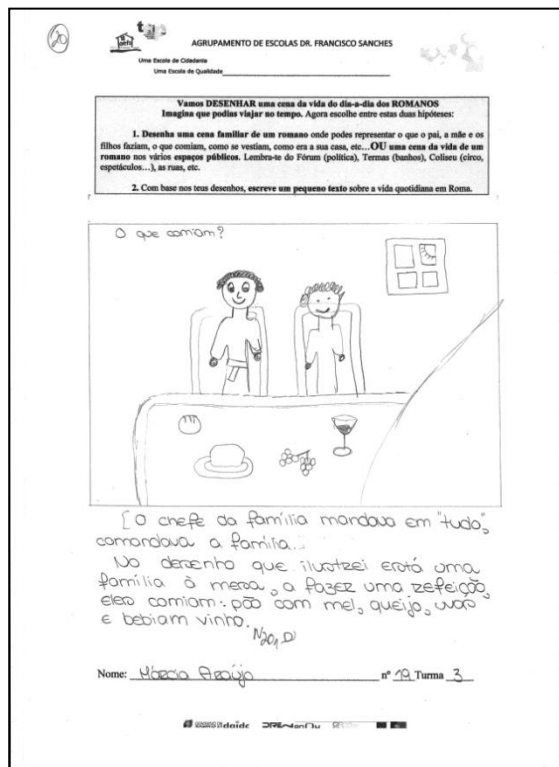 20
AGRUPAMENTO DE ESCOLAS DR. FRANCISCO SANCHES
Uma Escola de Cidadania
Uma Escola de Qualidade
Vamos DESENHAR uma cena da vida do dia-a-dia dos ROMANOS
Imagina que podias viajar no tempo. Agora escolhe entre estas duas hipóteses:
1. Desenha uma cena familiar de um romano onde podes representar o que o pai, a mãe e os
filhos faziam, o que comiam, como se vestiam, como era a sua casa, etc...OU uma cena da vida de um
romano nos vários espaços públicos. Lembra-te do Fórum (política), Termas (banhos), Coliseu (circo,
espetáculos...), as ruas, etc.
2. Com base nos teus desenhos, escreve um pequeno texto sobre a vida quotidiana em Roma.
O que comiam?
[O chefe da família mandava em "tudo",
comandava a família...
No desenho que ilustrei está uma
família à mesa, a fazer uma refeição,
eles comiam: pão com mel, queijo, uvas
e bebiam vinho.
Nome: Márcia Araújo nº 19 Turma 3